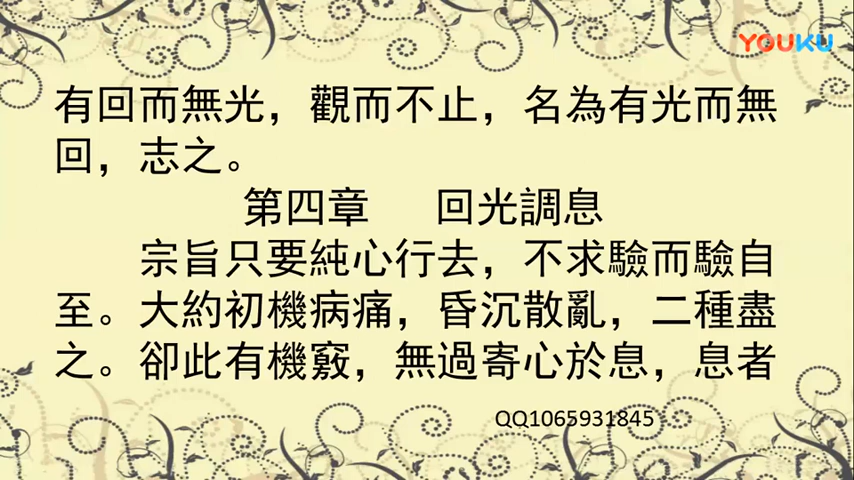 YOUKU
有回而無光，觀而不止，名為有光而無
回，志之。
第四章　回光調息
宗旨只要純心行去，不求驗而驗自
至。大約初機病痛，昏沉散亂，二種盡
之。卻此有機竅，無過寄心於息，息者
QQ1065931845